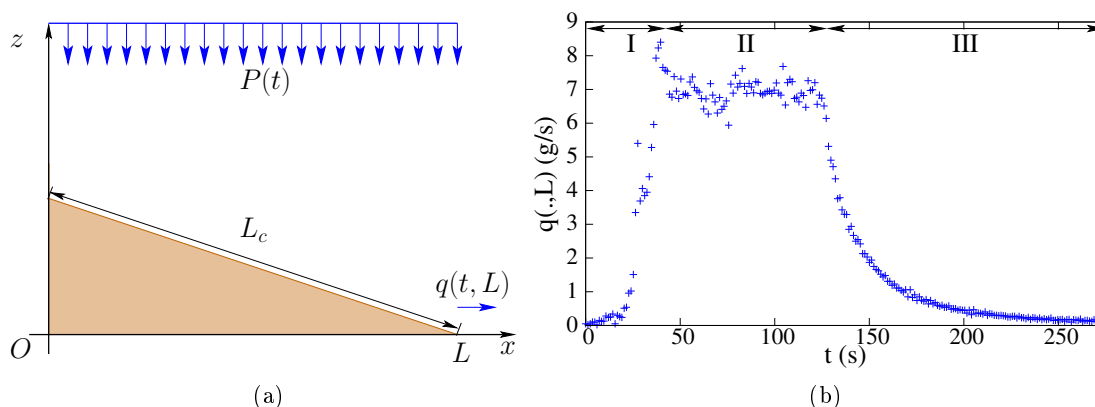 z
P(t)
L_c
q(t, L)
O
L
x
(a)
9
8
7
6
5
4
3
2
1
0
q(.,L) (g/s)
I II III
0 50 100 150 200 250
t (s)
(b)